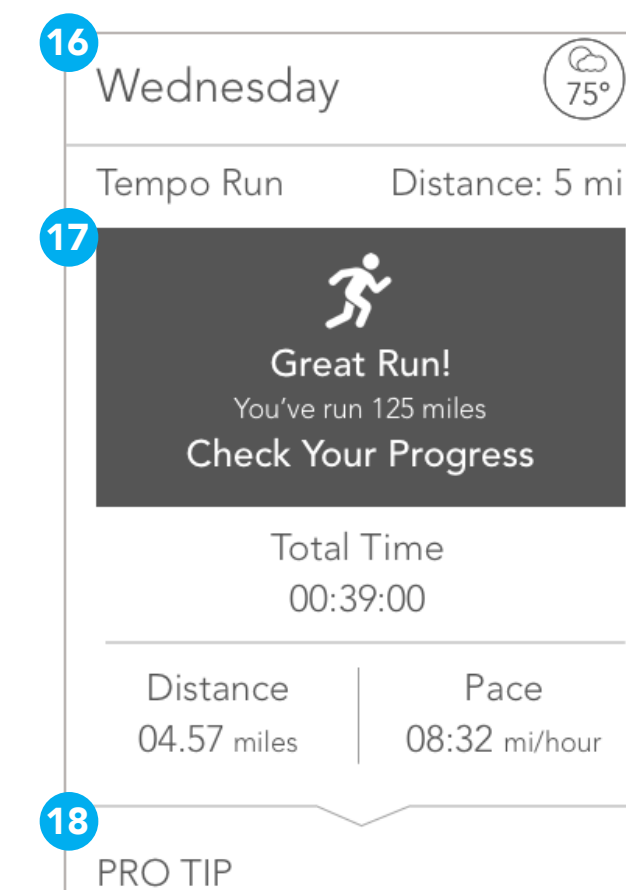 16
Wednesday
75°
Tempo Run Distance: 5 mi
17
Great Run!
You've run 125 miles
Check Your Progress
Total Time
00:39:00
Distance Pace
04.57 miles 08:32 mi/hour
18
PRO TIP